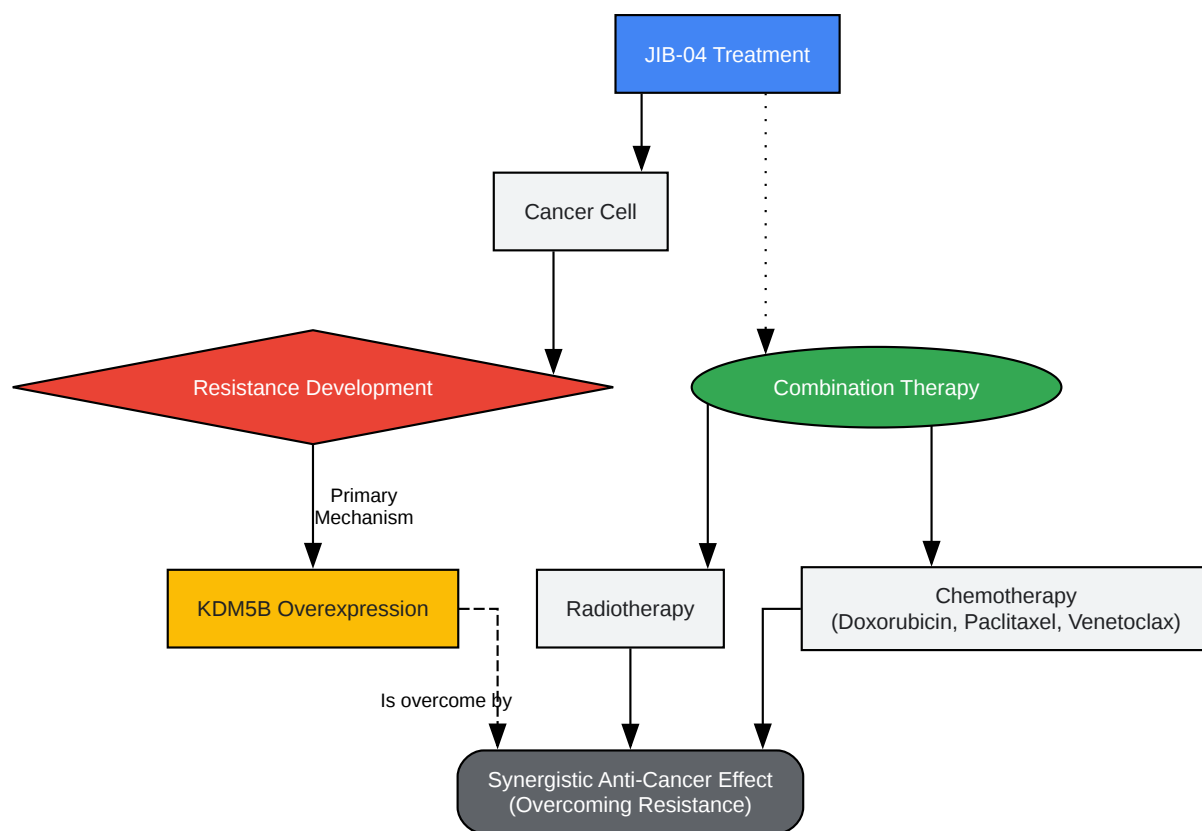 JIB-04 Treatment
Cancer Cell
Resistance Development
Combination Therapy
Primary
Mechanism
KDM5B Overexpression
Radiotherapy
Chemotherapy
(Doxorubicin, Paclitaxel, Venetoclax)
Is overcome by
Synergistic Anti-Cancer Effect
(Overcoming Resistance)